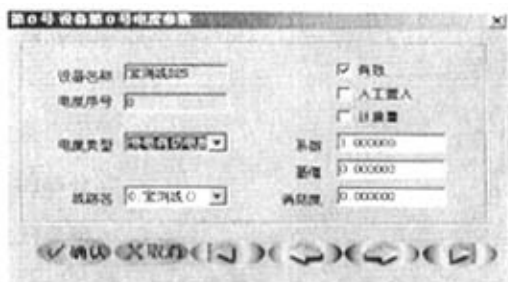 第0号设备第0号电度参数
设备名称
电度序号 0
电度类型
线路名
有效
人工置入
计算量
系数 1.000000
基值 0.000000
满刻度 0.000000
确认 取消